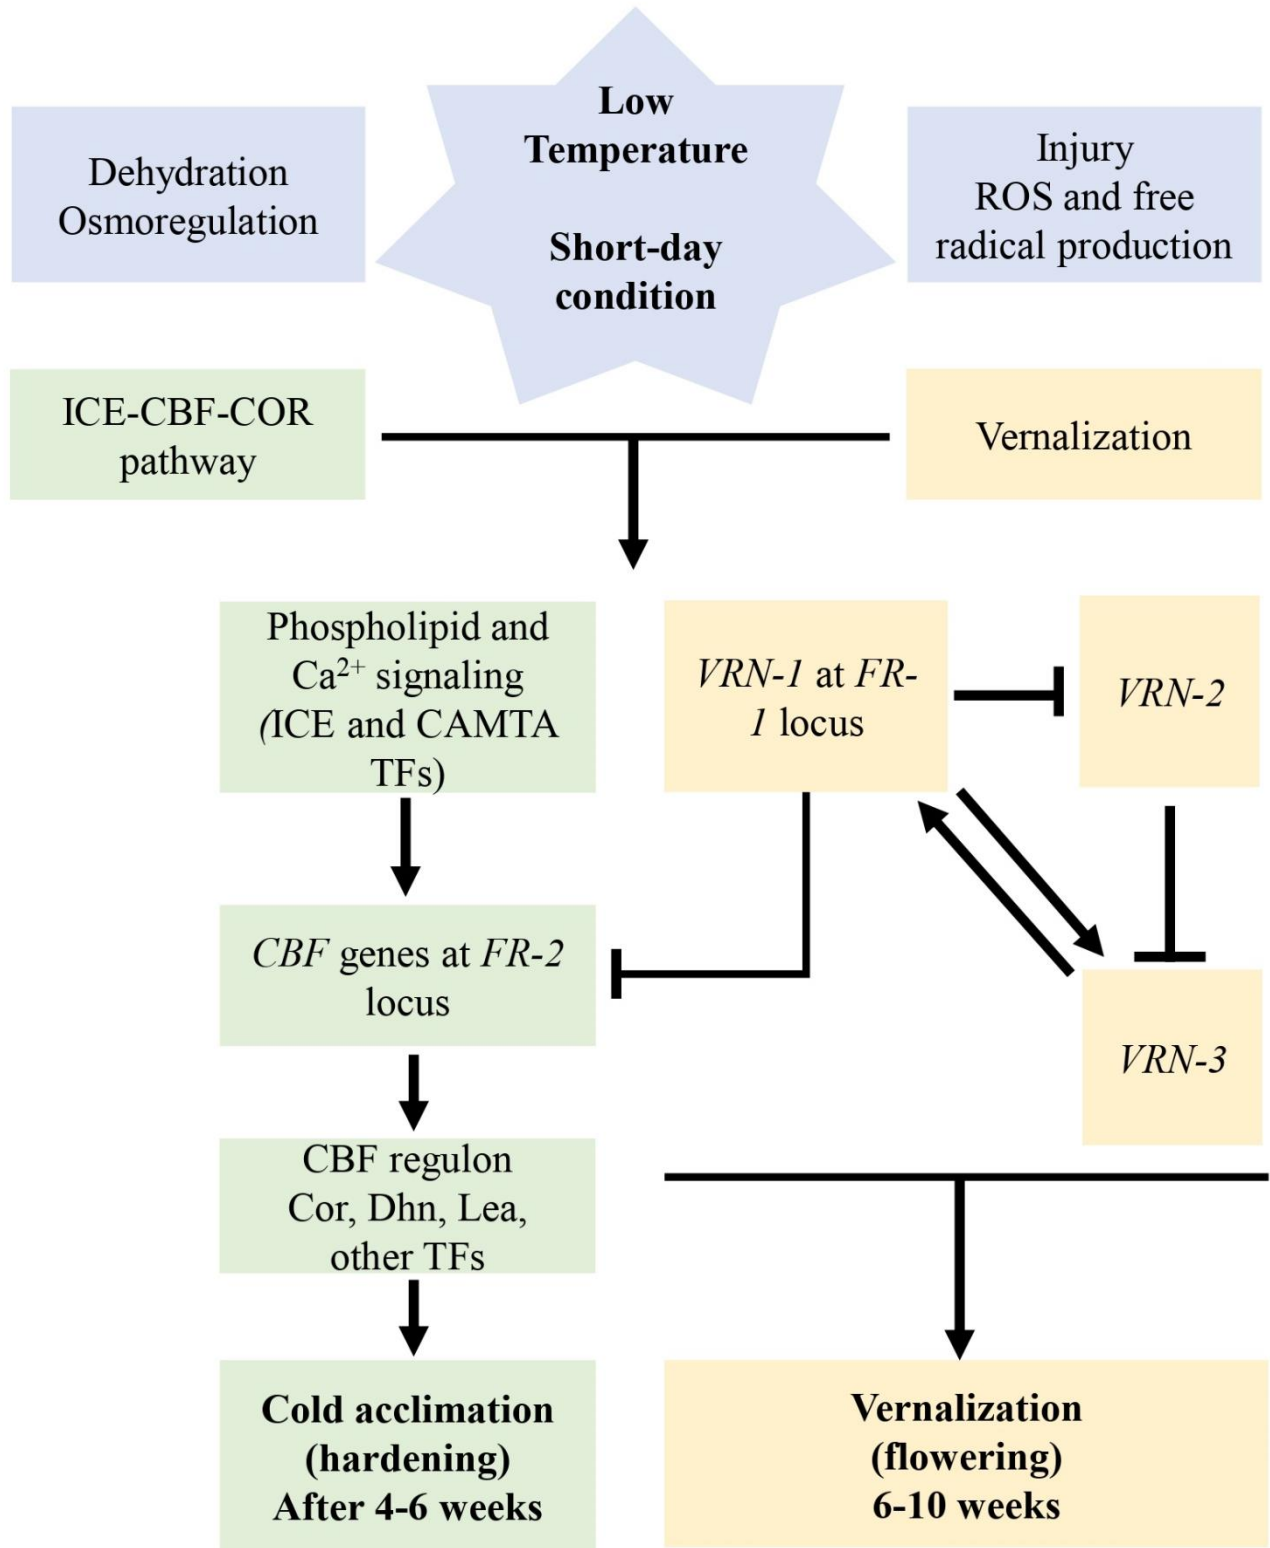 Low
Temperature
Short-day
condition
Dehydration
Osmoregulation
Injury
ROS and free
radical production
ICE-CBF-COR
pathway
Vernalization
Phospholipid and
Ca²⁺ signaling
(ICE and CAMTA
TFs)
VRN-1 at FR-
1 locus
VRN-2
CBF genes at FR-2
locus
VRN-3
CBF regulon
Cor, Dhn, Lea,
other TFs
Cold acclimation
(hardening)
After 4-6 weeks
Vernalization
(flowering)
6-10 weeks